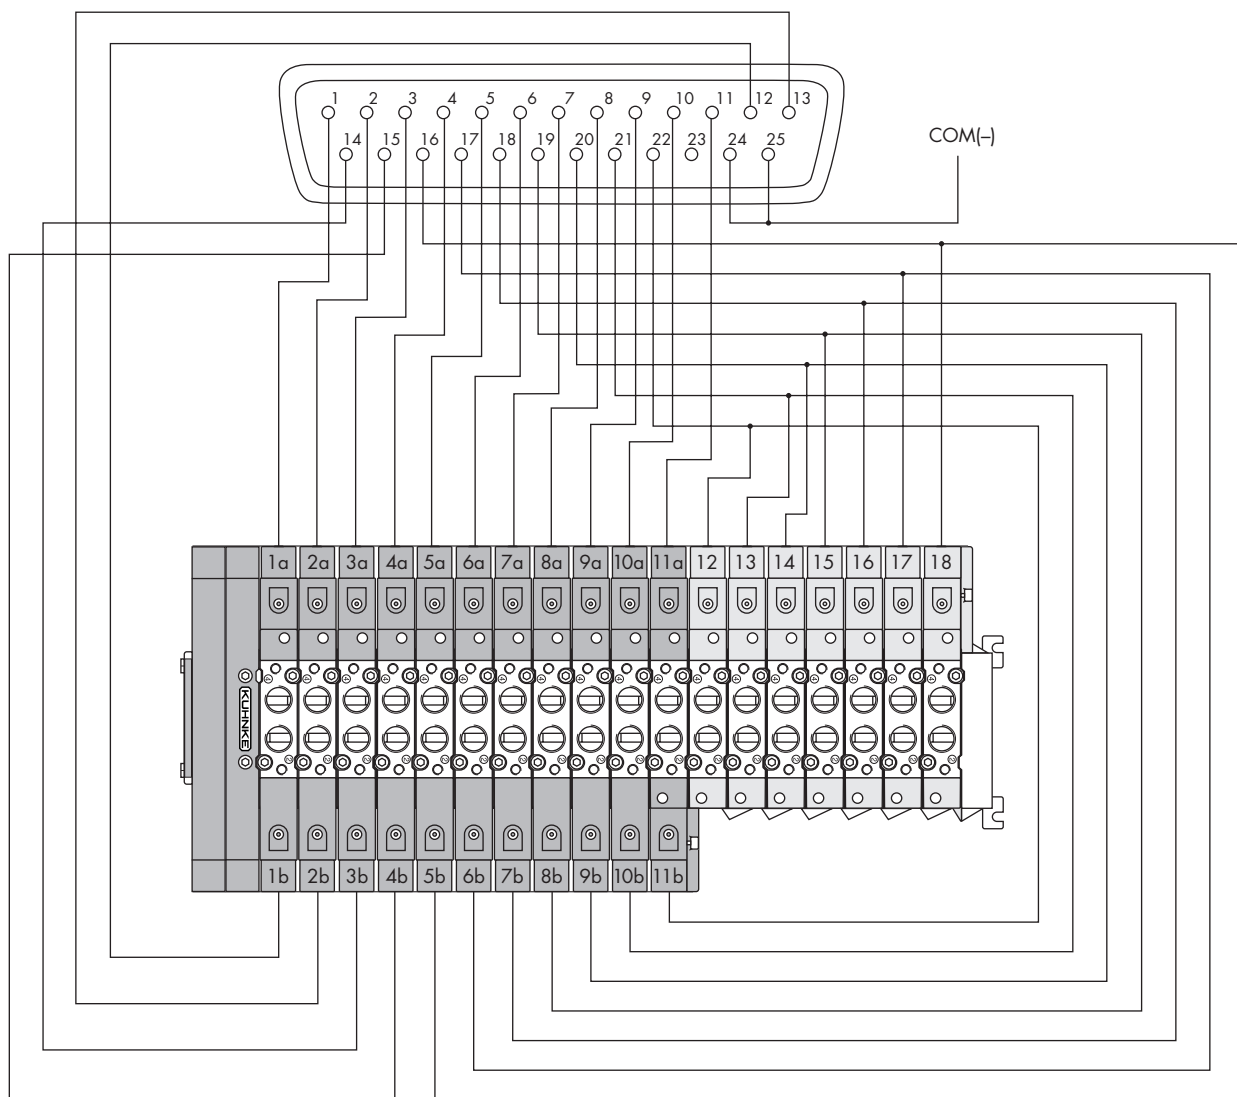 1 2 3 4 5 6 7 8 9 10 11 12 13
14 15 16 17 18 19 20 21 22 23 24 25
COM(–)
1a 2a 3a 4a 5a 6a 7a 8a 9a 10a 11a 12 13 14 15 16 17 18
KUHNKE
1b 2b 3b 4b 5b 6b 7b 8b 9b 10b 11b